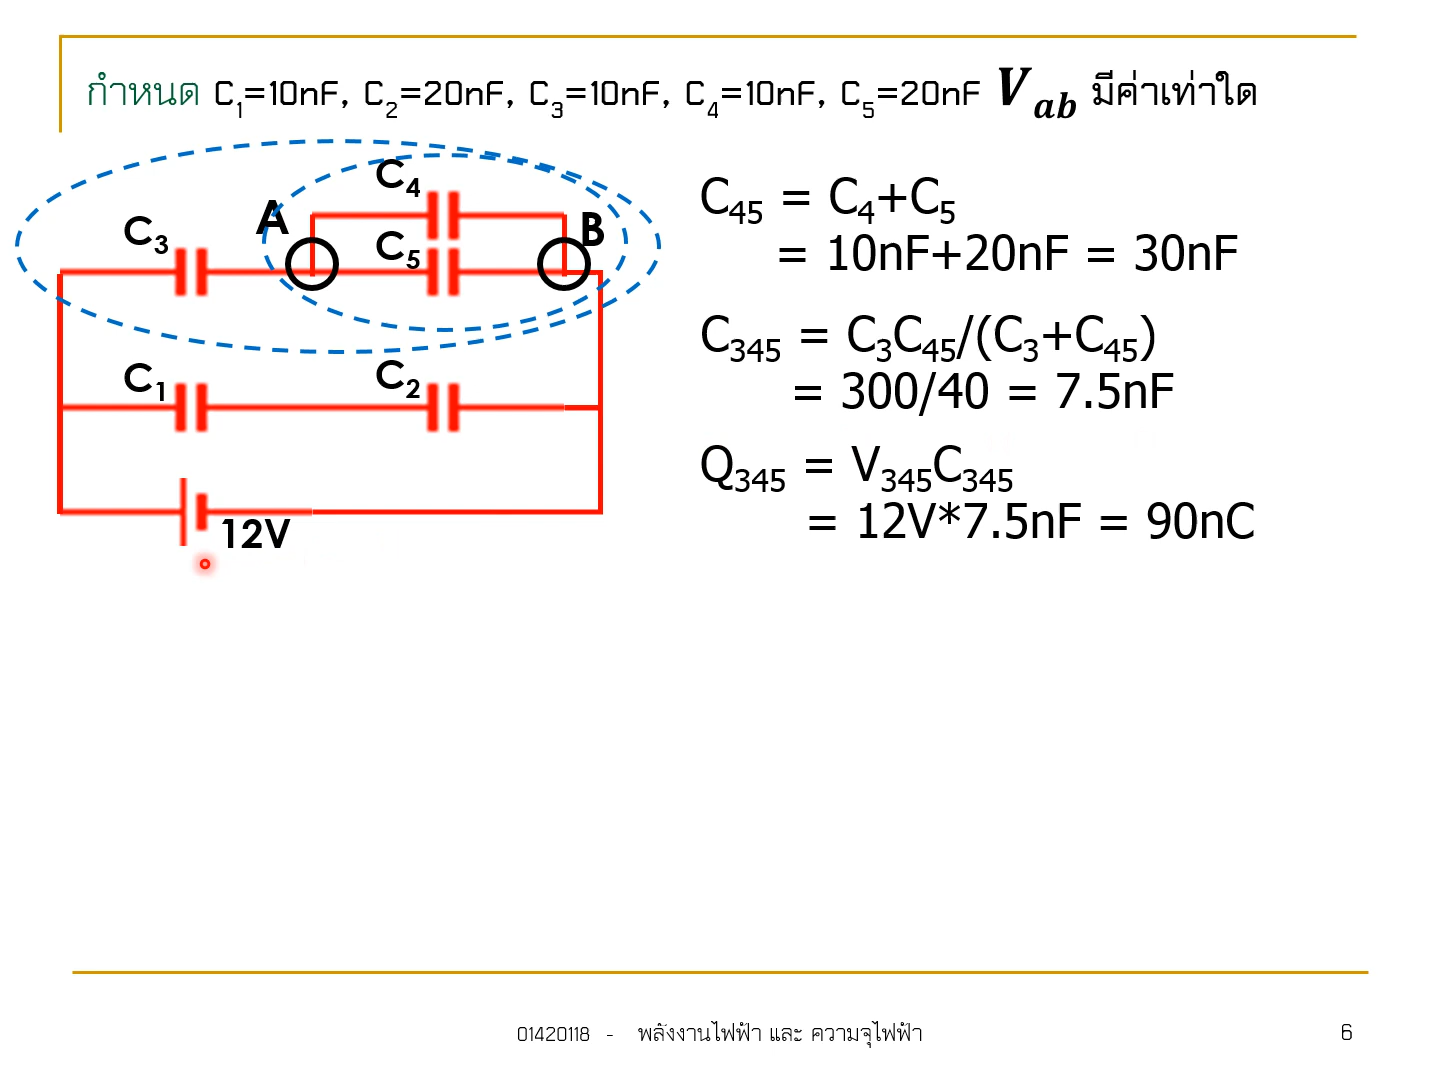 กำหนด C1=10nF, C2=20nF, C3=10nF, C4=10nF, C5=20nF Vab มีค่าเท่าใด
C4
A
B
C3
C5
C1
C2
12V
C45 = C4+C5
= 10nF+20nF = 30nF
C345 = C3C45/(C3+C45)
= 300/40 = 7.5nF
Q345 = V345C345
= 12V*7.5nF = 90nC
01420118 - พลังงานไฟฟ้า และ ความจุไฟฟ้า
6